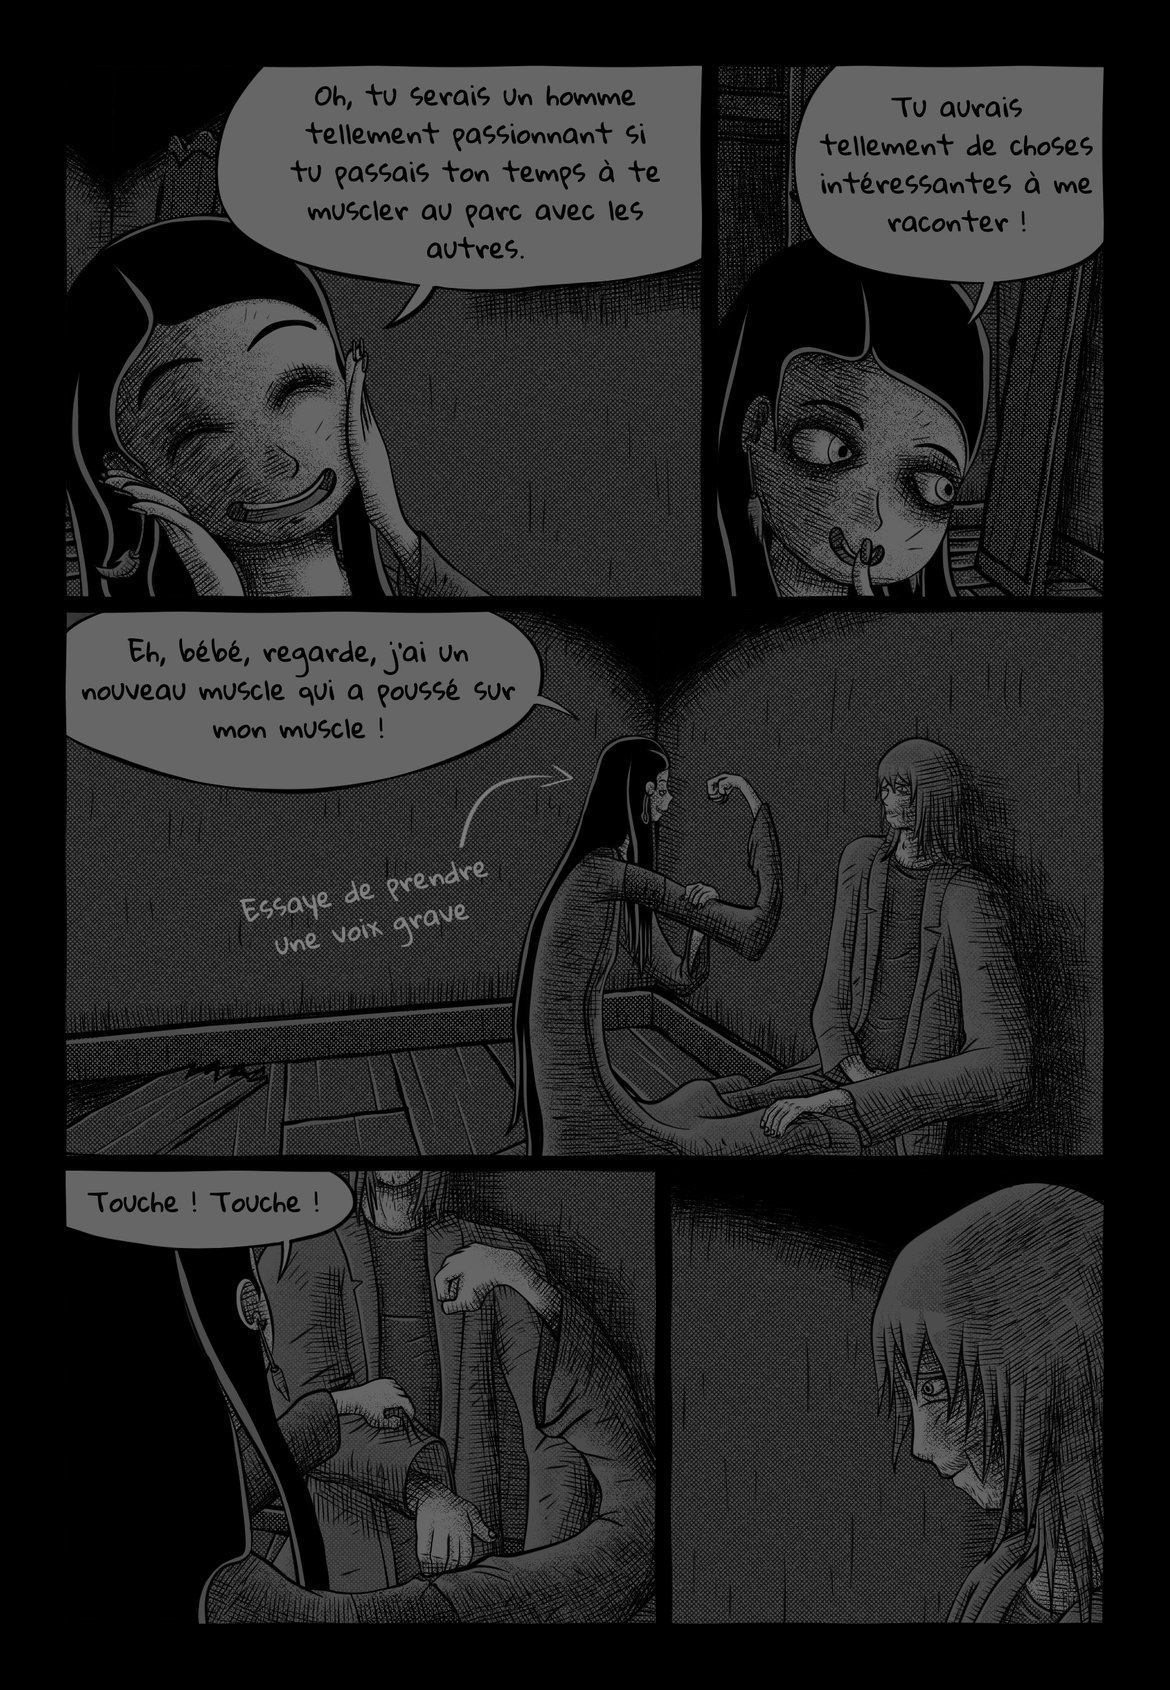 Oh, tu serais un homme
tellement passionnant si
tu passais ton temps à te
muscler au parc avec les
autres.
Tu aurais
tellement de choses
intéressantes à me
raconter !
Eh, bébé, regarde, j'ai un
nouveau muscle qui a poussé sur
mon muscle !
Essaye de prendre
une voix grave
Touche ! Touche !